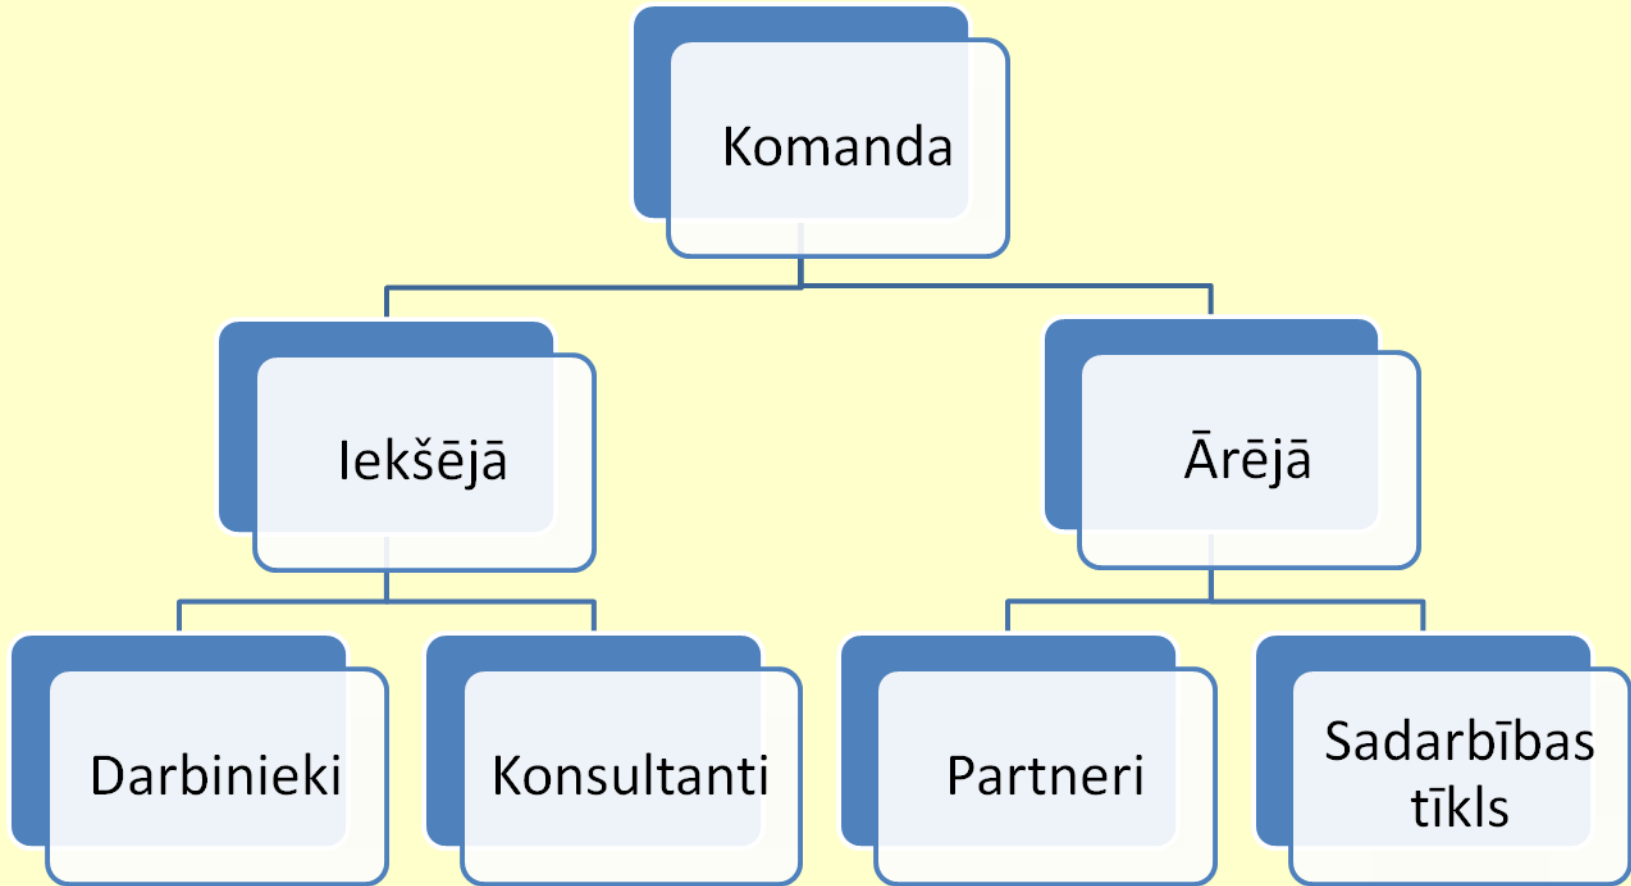 Komanda
Iekšējā
Ārējā
Darbinieki
Konsultanti
Partneri
Sadarbības
tīkls